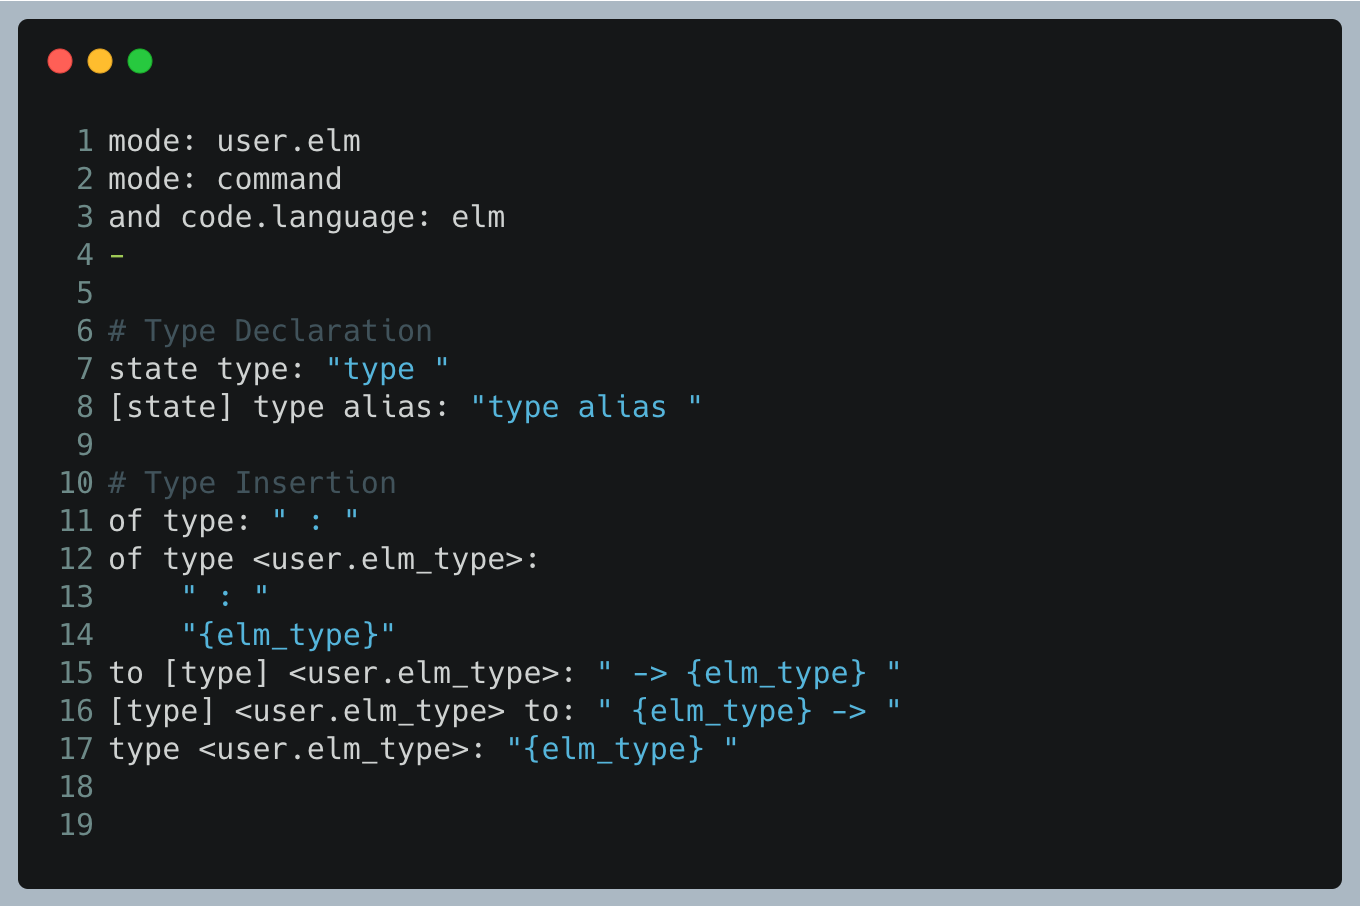 1 mode: user.elm
2 mode: command
3 and code.language: elm
4 -
5
6 # Type Declaration
7 state type: "type "
8 [state] type alias: "type alias "
9
10 # Type Insertion
11 of type: " : "
12 of type <user.elm_type>:
13     " : "
14     "{elm_type}"
15 to [type] <user.elm_type>: " -> {elm_type} "
16 [type] <user.elm_type> to: " {elm_type} -> "
17 type <user.elm_type>: "{elm_type} "
18
19